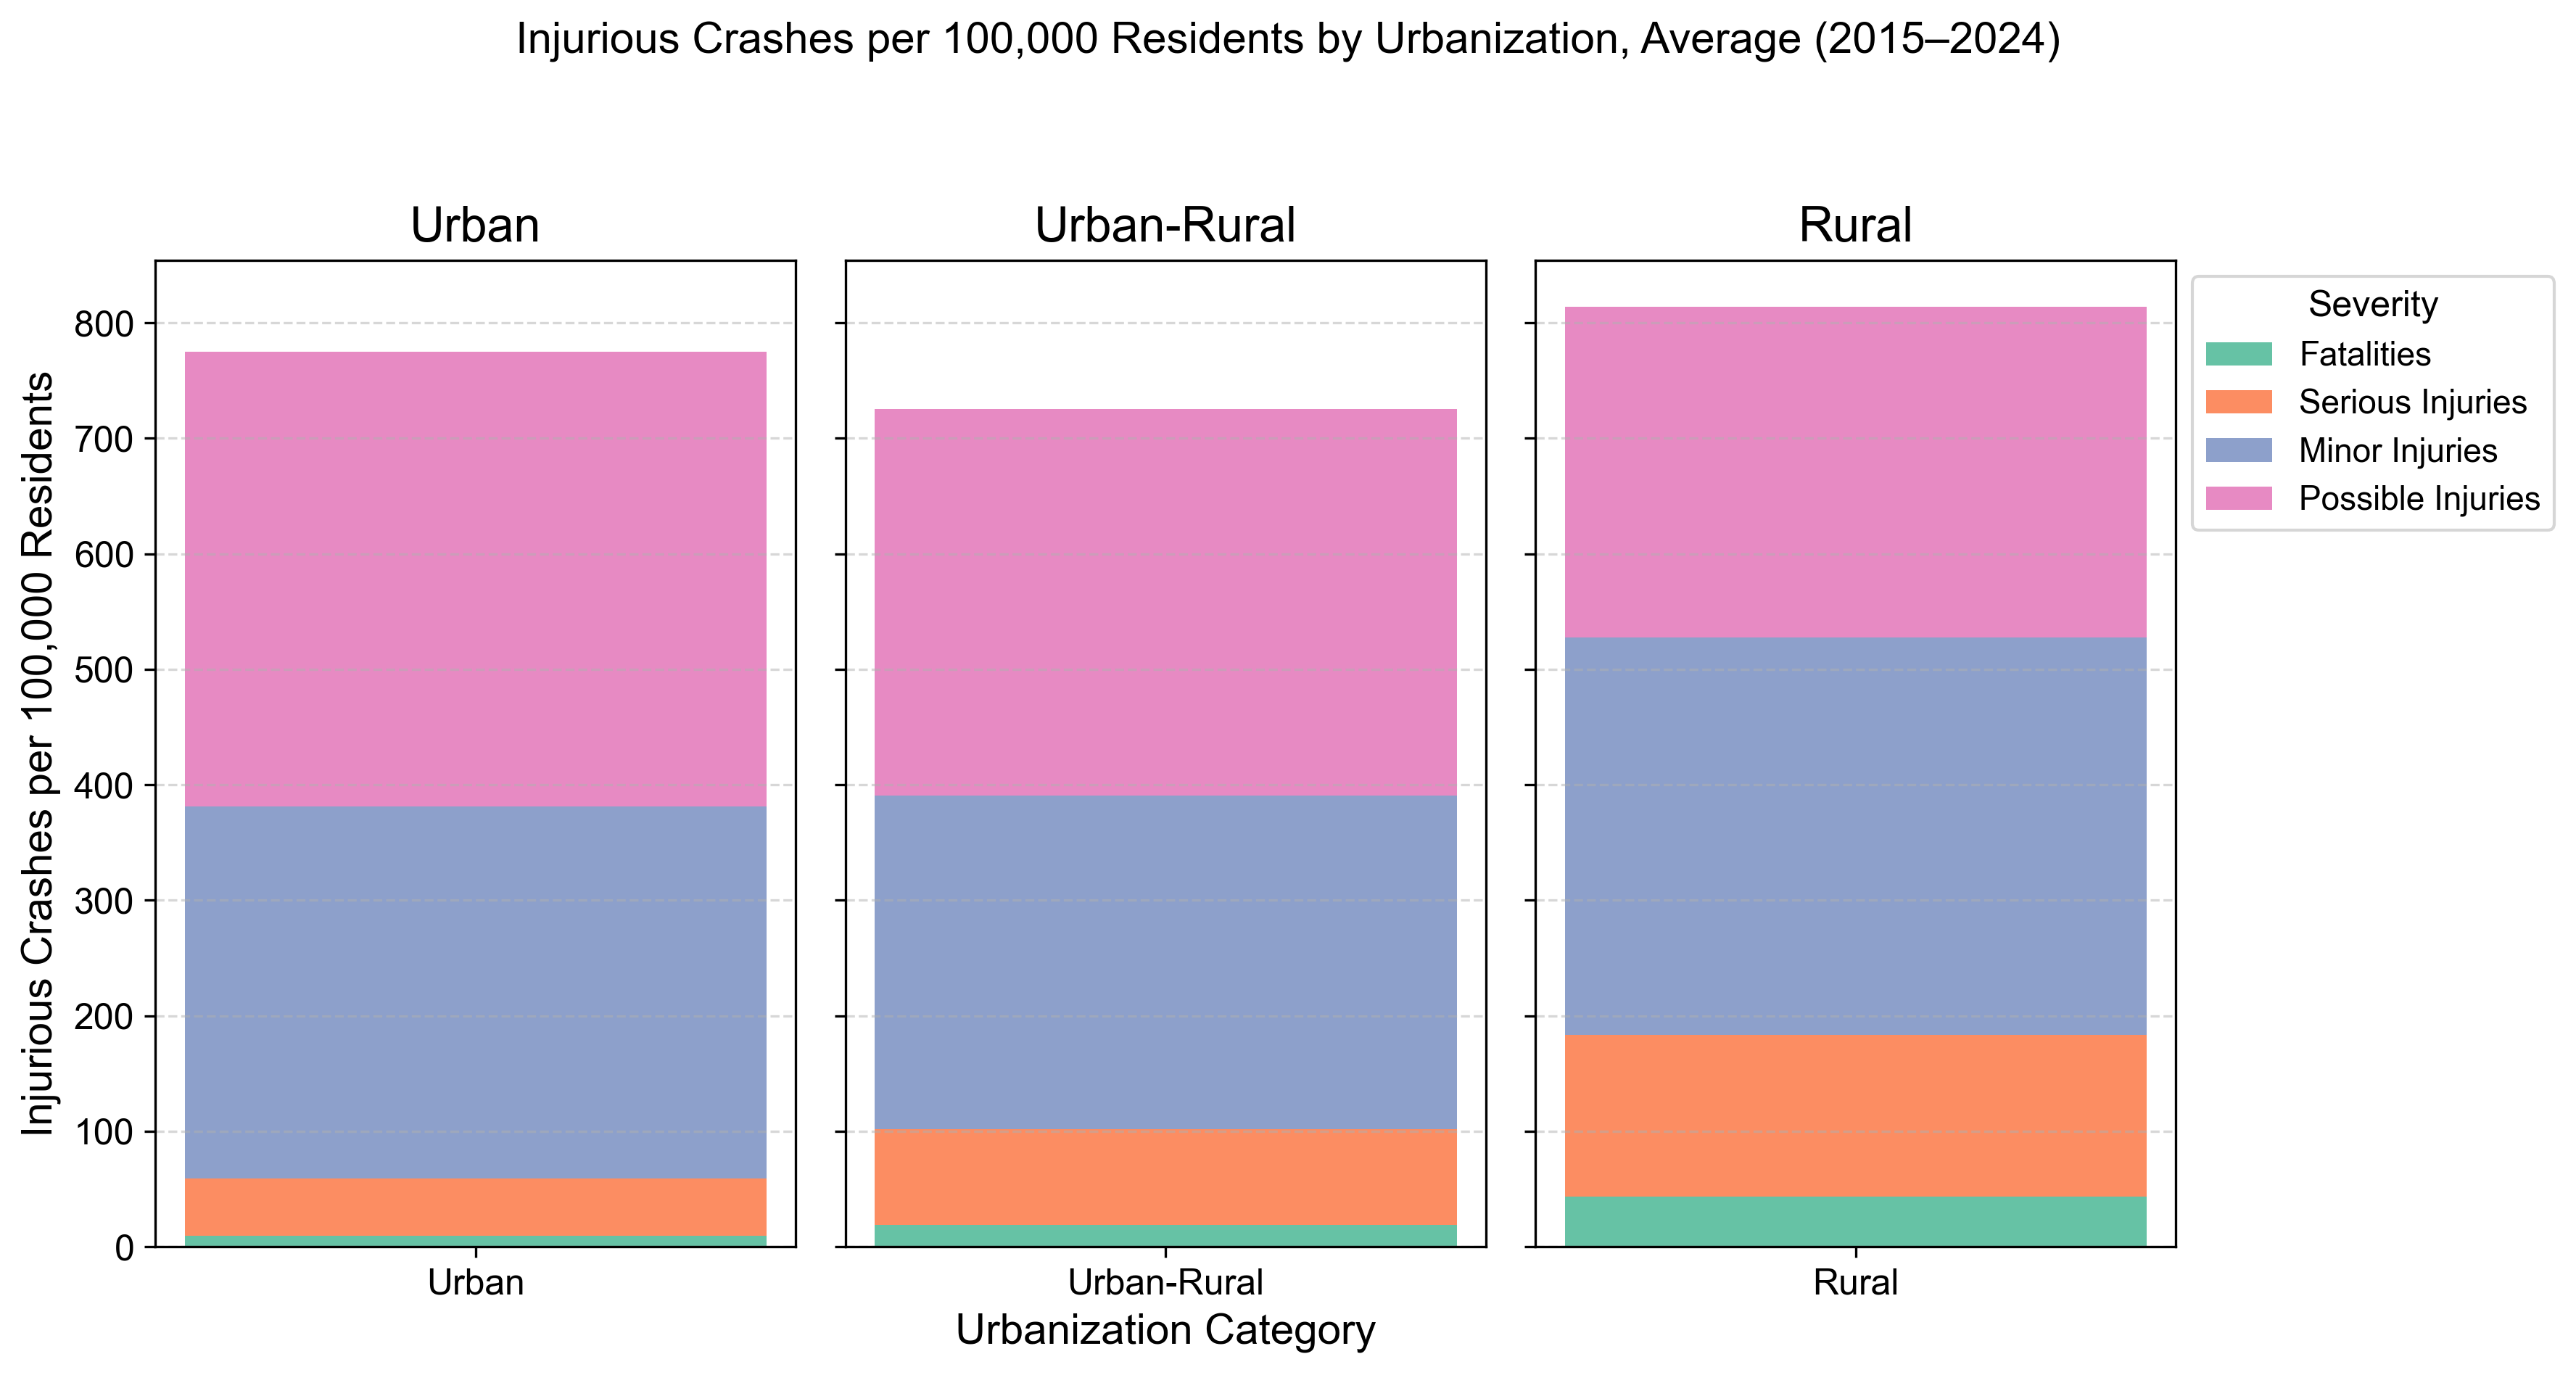 Injurious Crashes per 100,000 Residents by Urbanization, Average (2015–2024)
Urban
Urban-Rural
Rural
Injurious Crashes per 100,000 Residents
800
700
600
500
400
300
200
100
0
Urban
Urban-Rural
Rural
Urbanization Category
Severity
Fatalities
Serious Injuries
Minor Injuries
Possible Injuries